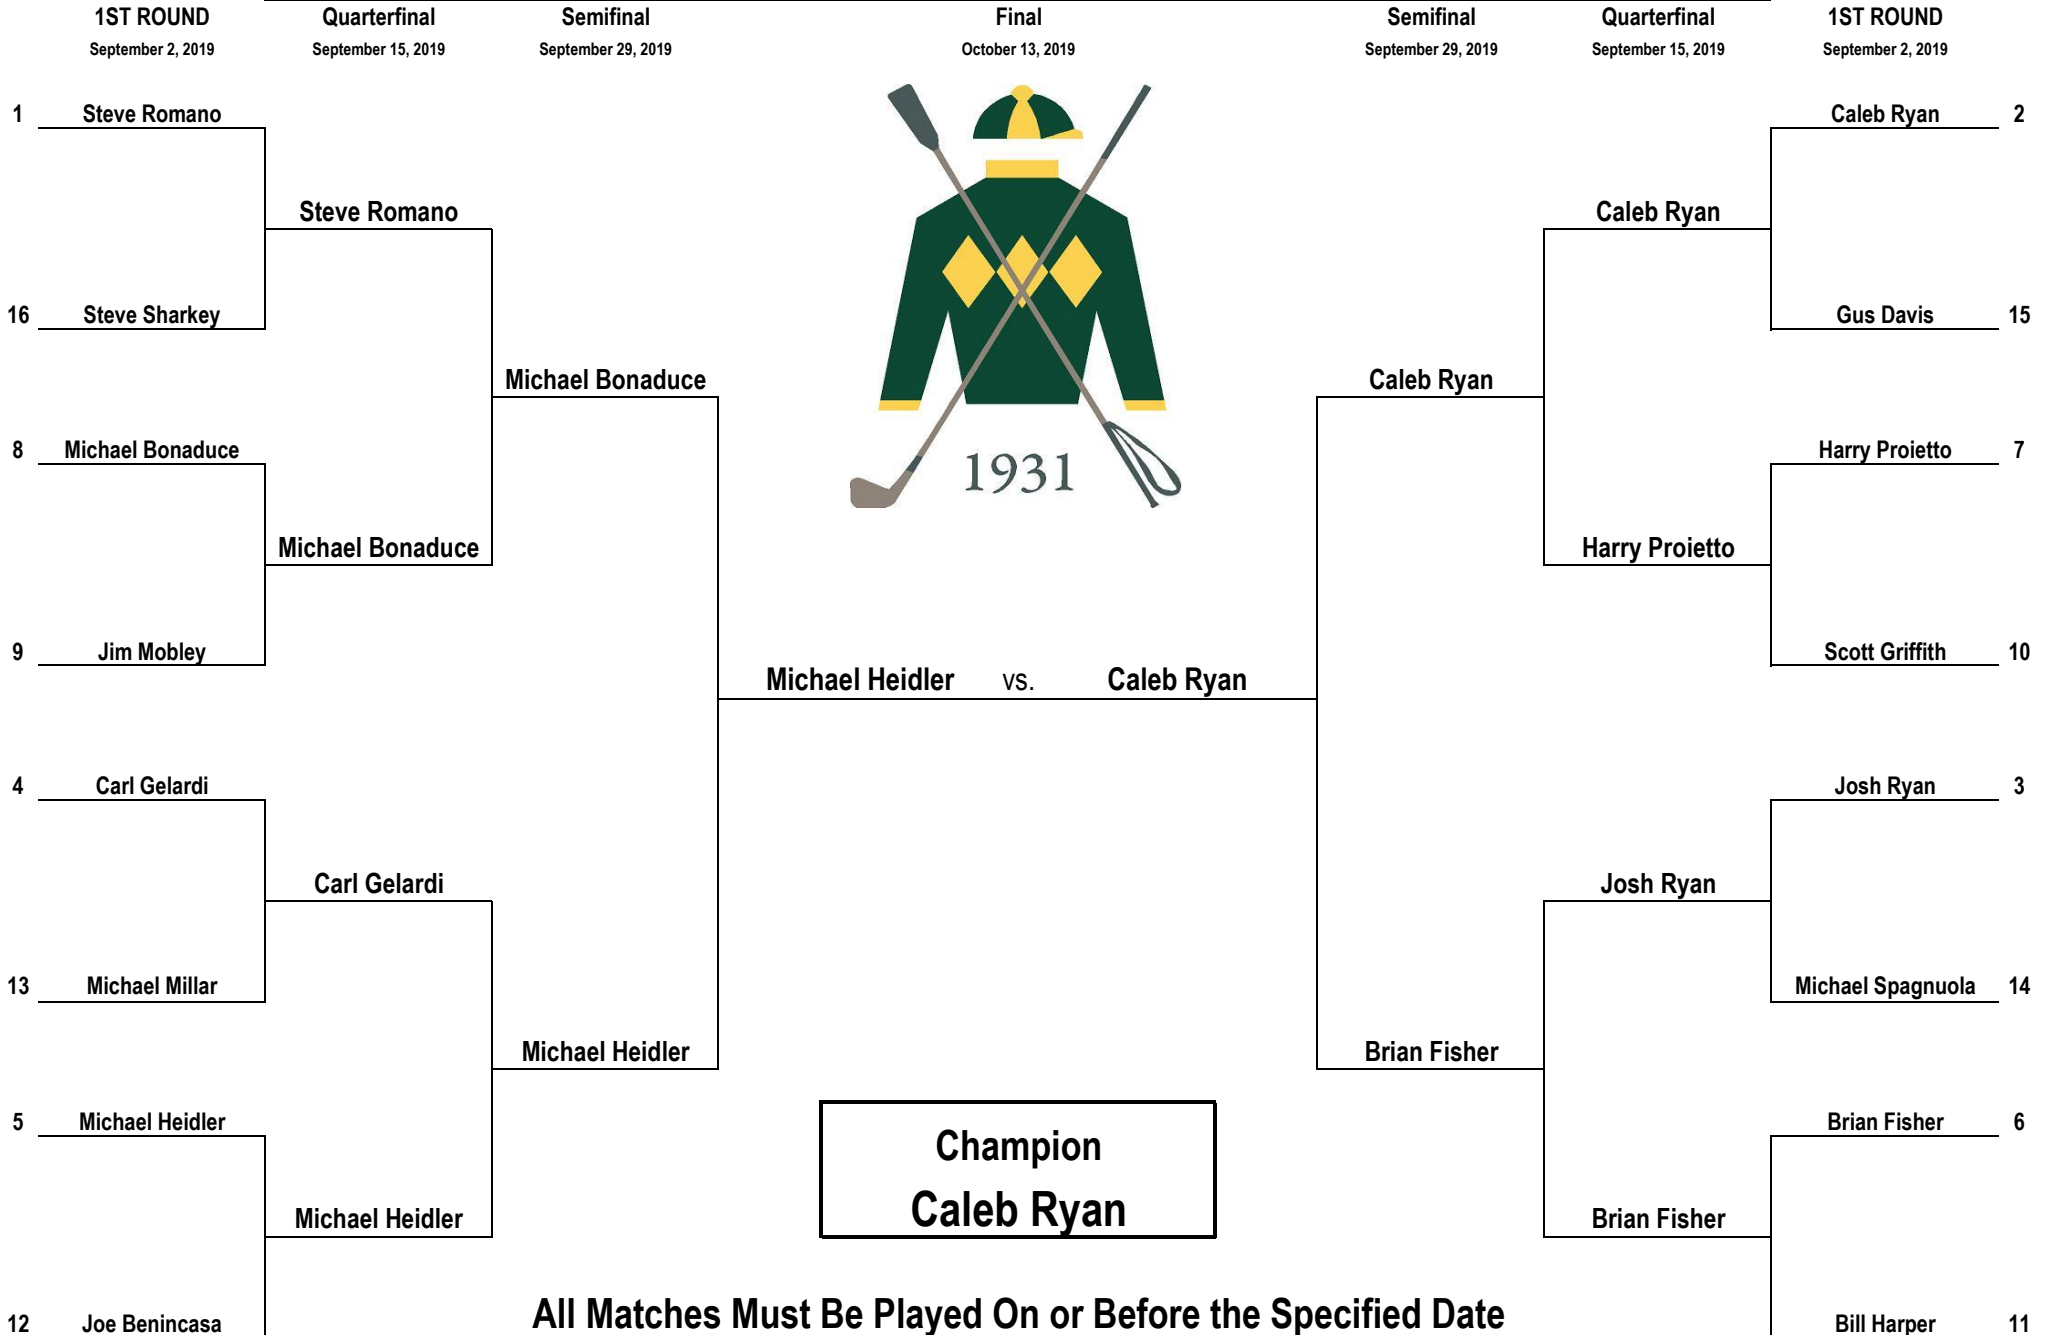 1ST ROUND Quarterfinal Semifinal Final Semifinal Quarterfinal 1ST ROUND
September 2, 2019 September 15, 2019 September 29, 2019 October 13, 2019 September 29, 2019 September 15, 2019 September 2, 2019
1 Steve Romano Caleb Ryan 2
Steve Romano Caleb Ryan
16 Steve Sharkey Gus Davis 15
Michael Bonaduce Caleb Ryan
8 Michael Bonaduce Harry Proietto 7
1931
Michael Bonaduce Harry Proietto
9 Jim Mobley Scott Griffith 10
Michael Heidler vs. Caleb Ryan
4 Carl Gelardi Josh Ryan 3
Carl Gelardi Josh Ryan
13 Michael Millar Michael Spagnuola 14
Michael Heidler Brian Fisher
5 Michael Heidler Brian Fisher 6
Champion
Caleb Ryan
Michael Heidler Brian Fisher
All Matches Must Be Played On or Before the Specified Date
12 Joe Benincasa Bill Harper 11